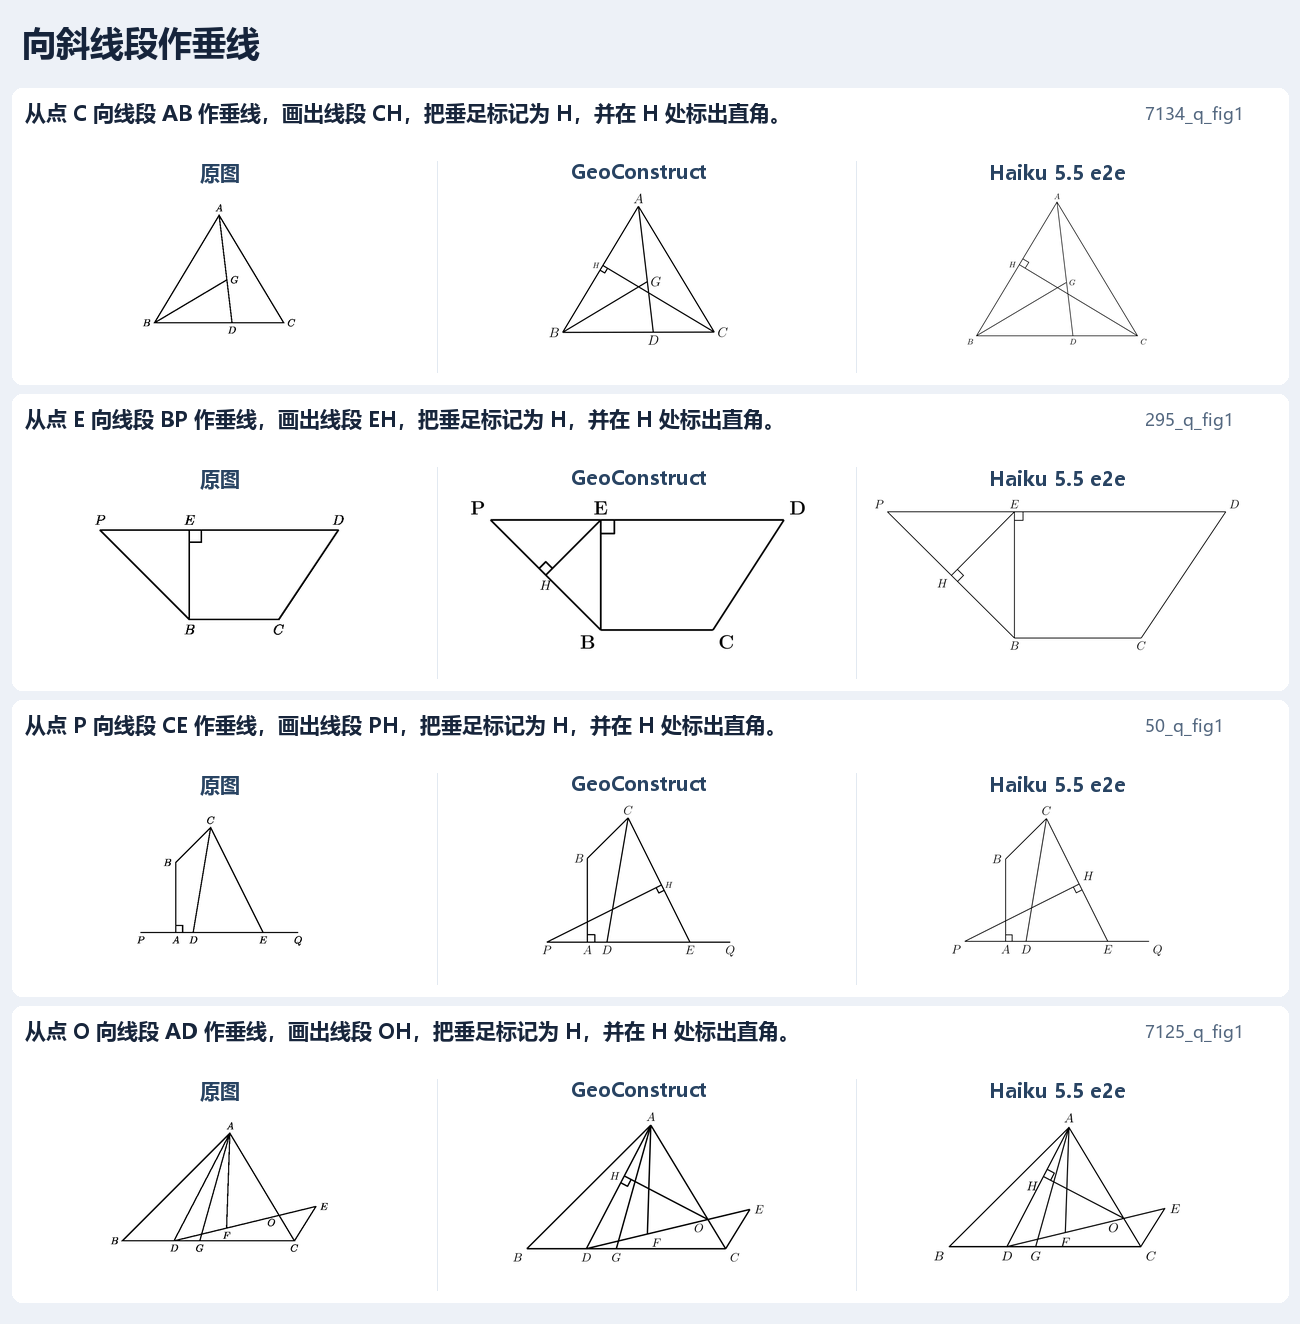 向斜线段作垂线
从点 C 向线段 AB 作垂线，画出线段 CH，把垂足标记为 H，并在 H 处标出直角。
7134_q_fig1
原图
GeoConstruct
Haiku 5.5 e2e
A
G
B
D
C
A
H
G
B
D
C
A
H
G
B
D
C
从点 E 向线段 BP 作垂线，画出线段 EH，把垂足标记为 H，并在 H 处标出直角。
295_q_fig1
原图
GeoConstruct
Haiku 5.5 e2e
P E D
B C
P E D
H
B C
P E D
H
B C
从点 P 向线段 CE 作垂线，画出线段 PH，把垂足标记为 H，并在 H 处标出直角。
50_q_fig1
原图
GeoConstruct
Haiku 5.5 e2e
C
B
P A D E Q
C
B
H
P A D E Q
C
B
H
P A D E Q
从点 O 向线段 AD 作垂线，画出线段 OH，把垂足标记为 H，并在 H 处标出直角。
7125_q_fig1
原图
GeoConstruct
Haiku 5.5 e2e
A
E
O
F
B D G C
A
H
E
O
F
B D G C
A
H
E
O
F
B D G C